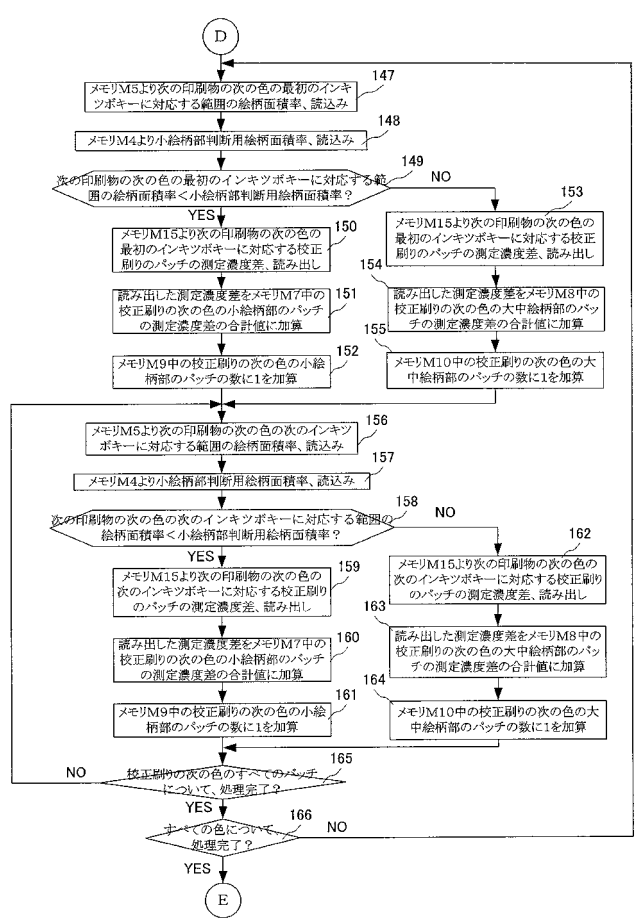 D
147
メモリM5より次の印刷物の次の色の最初のインキ
ツボキーに対応する範囲の絵柄面積率、読込み
148
メモリM4より小絵柄部判断用絵柄面積率、読込み
149
次の印刷物の次の色の最初のインキツボキーに対応する範
囲の絵柄面積率<小絵柄部判断用絵柄面積率?
NO
YES
150
メモリM15より次の印刷物の次の色の
最初のインキツボキーに対応する校正
刷りのパッチの測定濃度差、読み出し
153
メモリM15より次の印刷物の次の色の
最初のインキツボキーに対応する校正
刷りのパッチの測定濃度差、読み出し
151
読み出した測定濃度差をメモリM7中の
校正刷りの次の色の小絵柄部のパッチ
の測定濃度差の合計値に加算
154
読み出した測定濃度差をメモリM8中の
校正刷りの次の色の大中絵柄部のパッ
チの測定濃度差の合計値に加算
152
メモリM9中の校正刷りの次の色の小絵
柄部のパッチの数に1を加算
155
メモリM10中の校正刷りの次の色の大
中絵柄部のパッチの数に1を加算
156
メモリM5より次の印刷物の次の色の次のインキツ
ボキーに対応する範囲の絵柄面積率、読込み
157
メモリM4より小絵柄部判断用絵柄面積率、読込み
158
次の印刷物の次の色の次のインキツボキーに対応する範囲の
絵柄面積率<小絵柄部判断用絵柄面積率?
NO
YES
159
メモリM15より次の印刷物の次の色の
次のインキツボキーに対応する校正刷り
のパッチの測定濃度差、読み出し
162
メモリM15より次の印刷物の次の色の
次のインキツボキーに対応する校正刷り
のパッチの測定濃度差、読み出し
160
読み出した測定濃度差をメモリM7中の
校正刷りの次の色の小絵柄部のパッチ
の測定濃度差の合計値に加算
163
読み出した測定濃度差をメモリM8中の
校正刷りの次の色の大中絵柄部のパッ
チの測定濃度差の合計値に加算
161
メモリM9中の校正刷りの次の色の小絵
柄部のパッチの数に1を加算
164
メモリM10中の校正刷りの次の色の大
中絵柄部のパッチの数に1を加算
165
校正刷りの次の色のすべてのパッチ
について、処理完了?
NO
YES
166
すべての色について、
処理完了?
NO
YES
E